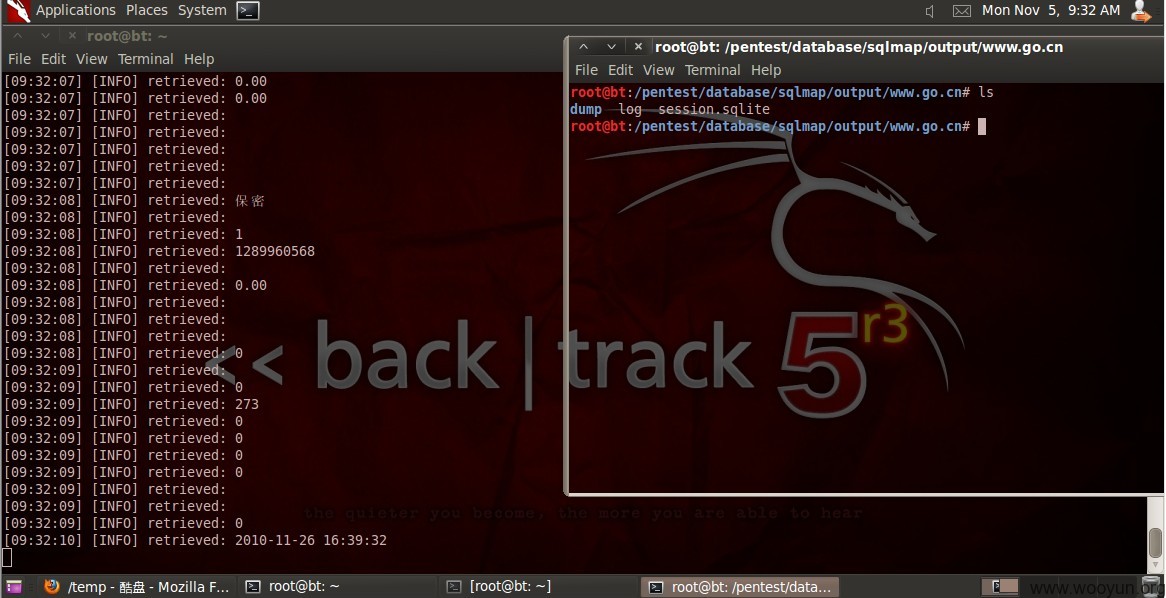 Applications Places System
Mon Nov 5, 9:32 AM
root@bt: ~
File Edit View Terminal Help
[09:32:07] [INFO] retrieved: 0.00
[09:32:07] [INFO] retrieved: 0.00
[09:32:07] [INFO] retrieved:
[09:32:07] [INFO] retrieved:
[09:32:07] [INFO] retrieved:
[09:32:07] [INFO] retrieved:
[09:32:07] [INFO] retrieved:
[09:32:08] [INFO] retrieved: 保密
[09:32:08] [INFO] retrieved:
[09:32:08] [INFO] retrieved: 1
[09:32:08] [INFO] retrieved: 1289960568
[09:32:08] [INFO] retrieved:
[09:32:08] [INFO] retrieved: 0.00
[09:32:08] [INFO] retrieved:
[09:32:08] [INFO] retrieved:
[09:32:08] [INFO] retrieved:
[09:32:08] [INFO] retrieved: 0
[09:32:09] [INFO] retrieved:
[09:32:09] [INFO] retrieved: 0
[09:32:09] [INFO] retrieved: 273
[09:32:09] [INFO] retrieved: 0
[09:32:09] [INFO] retrieved: 0
[09:32:09] [INFO] retrieved: 0
[09:32:09] [INFO] retrieved: 0
[09:32:09] [INFO] retrieved:
[09:32:09] [INFO] retrieved:
[09:32:09] [INFO] retrieved: 0
[09:32:10] [INFO] retrieved: 2010-11-26 16:39:32
root@bt: /pentest/database/sqlmap/output/www.go.cn
File Edit View Terminal Help
root@bt:/pentest/database/sqlmap/output/www.go.cn# ls
dump log session.sqlite
root@bt:/pentest/database/sqlmap/output/www.go.cn#
<< back | track 5 r3
the quieter you become, the more you are able to hear
/temp - 酷盘 - Mozilla F...
root@bt: ~
[root@bt: ~]
root@bt: /pentest/data...
www.wooyun.org